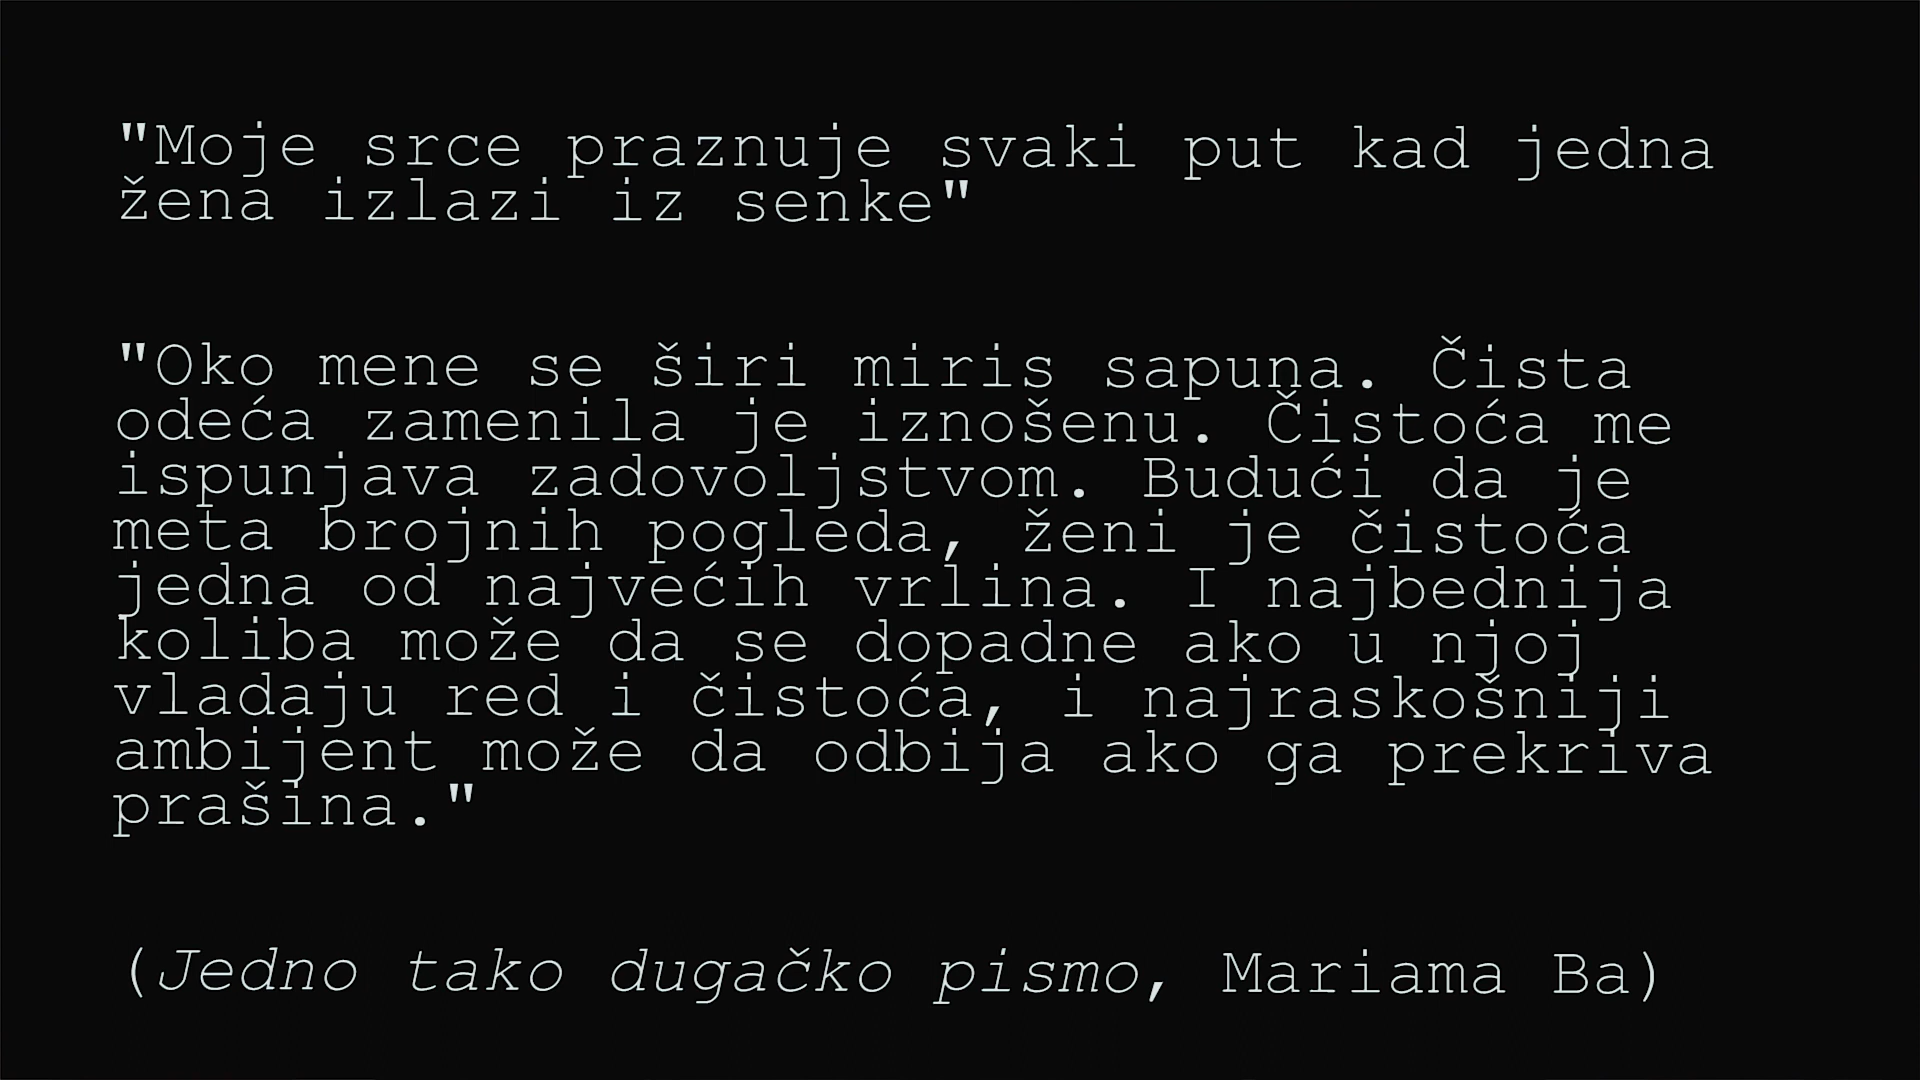 "Moje srce praznuje svaki put kad jedna
žena izlazi iz senke"
"Oko mene se širi miris sapuna. Čista
odeća zamenila je iznošenu. Čistoća me
ispunjava zadovoljstvom. Budući da je
meta brojnih pogleda, ženi je čistoća
jedna od najvećih vrlina. I najbednija
koliba može da se dopadne ako u njoj
vladaju red i čistoća, i najraskošniji
ambijent može da odbija ako ga prekriva
prašina."
(Jedno tako dugačko pismo, Mariama Ba)